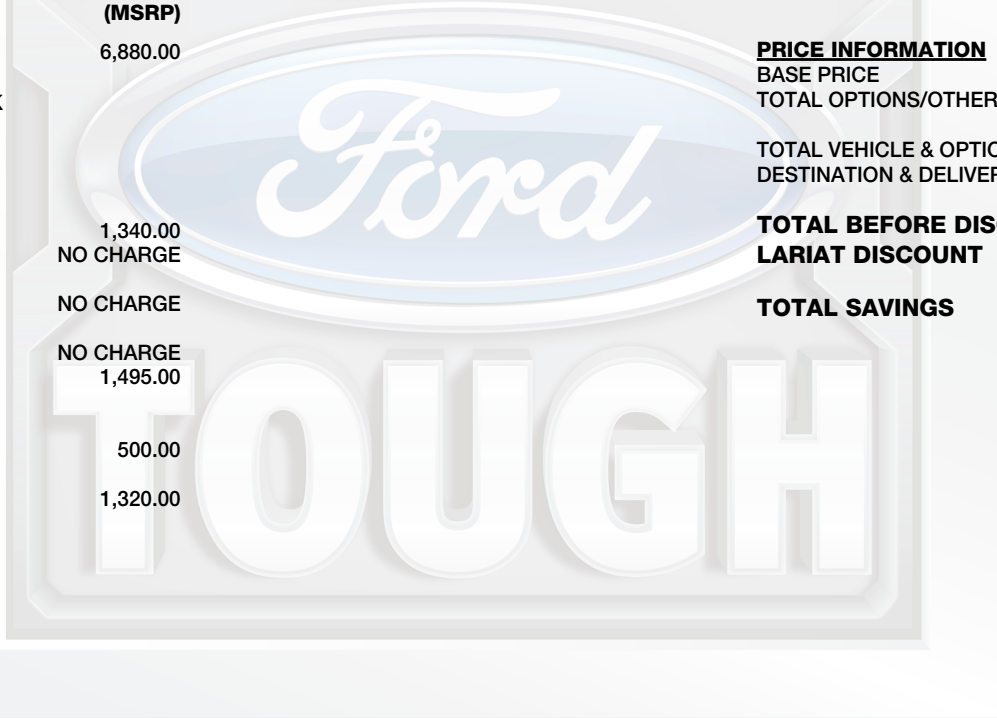 (MSRP)
6,880.00
1,340.00
NO CHARGE
NO CHARGE
NO CHARGE
1,495.00
500.00
1,320.00
PRICE INFORMATION
BASE PRICE
TOTAL OPTIONS/OTHER
TOTAL VEHICLE & OPTIO
DESTINATION & DELIVER
TOTAL BEFORE DISC
LARIAT DISCOUNT
TOTAL SAVINGS
Ford
TOUGH